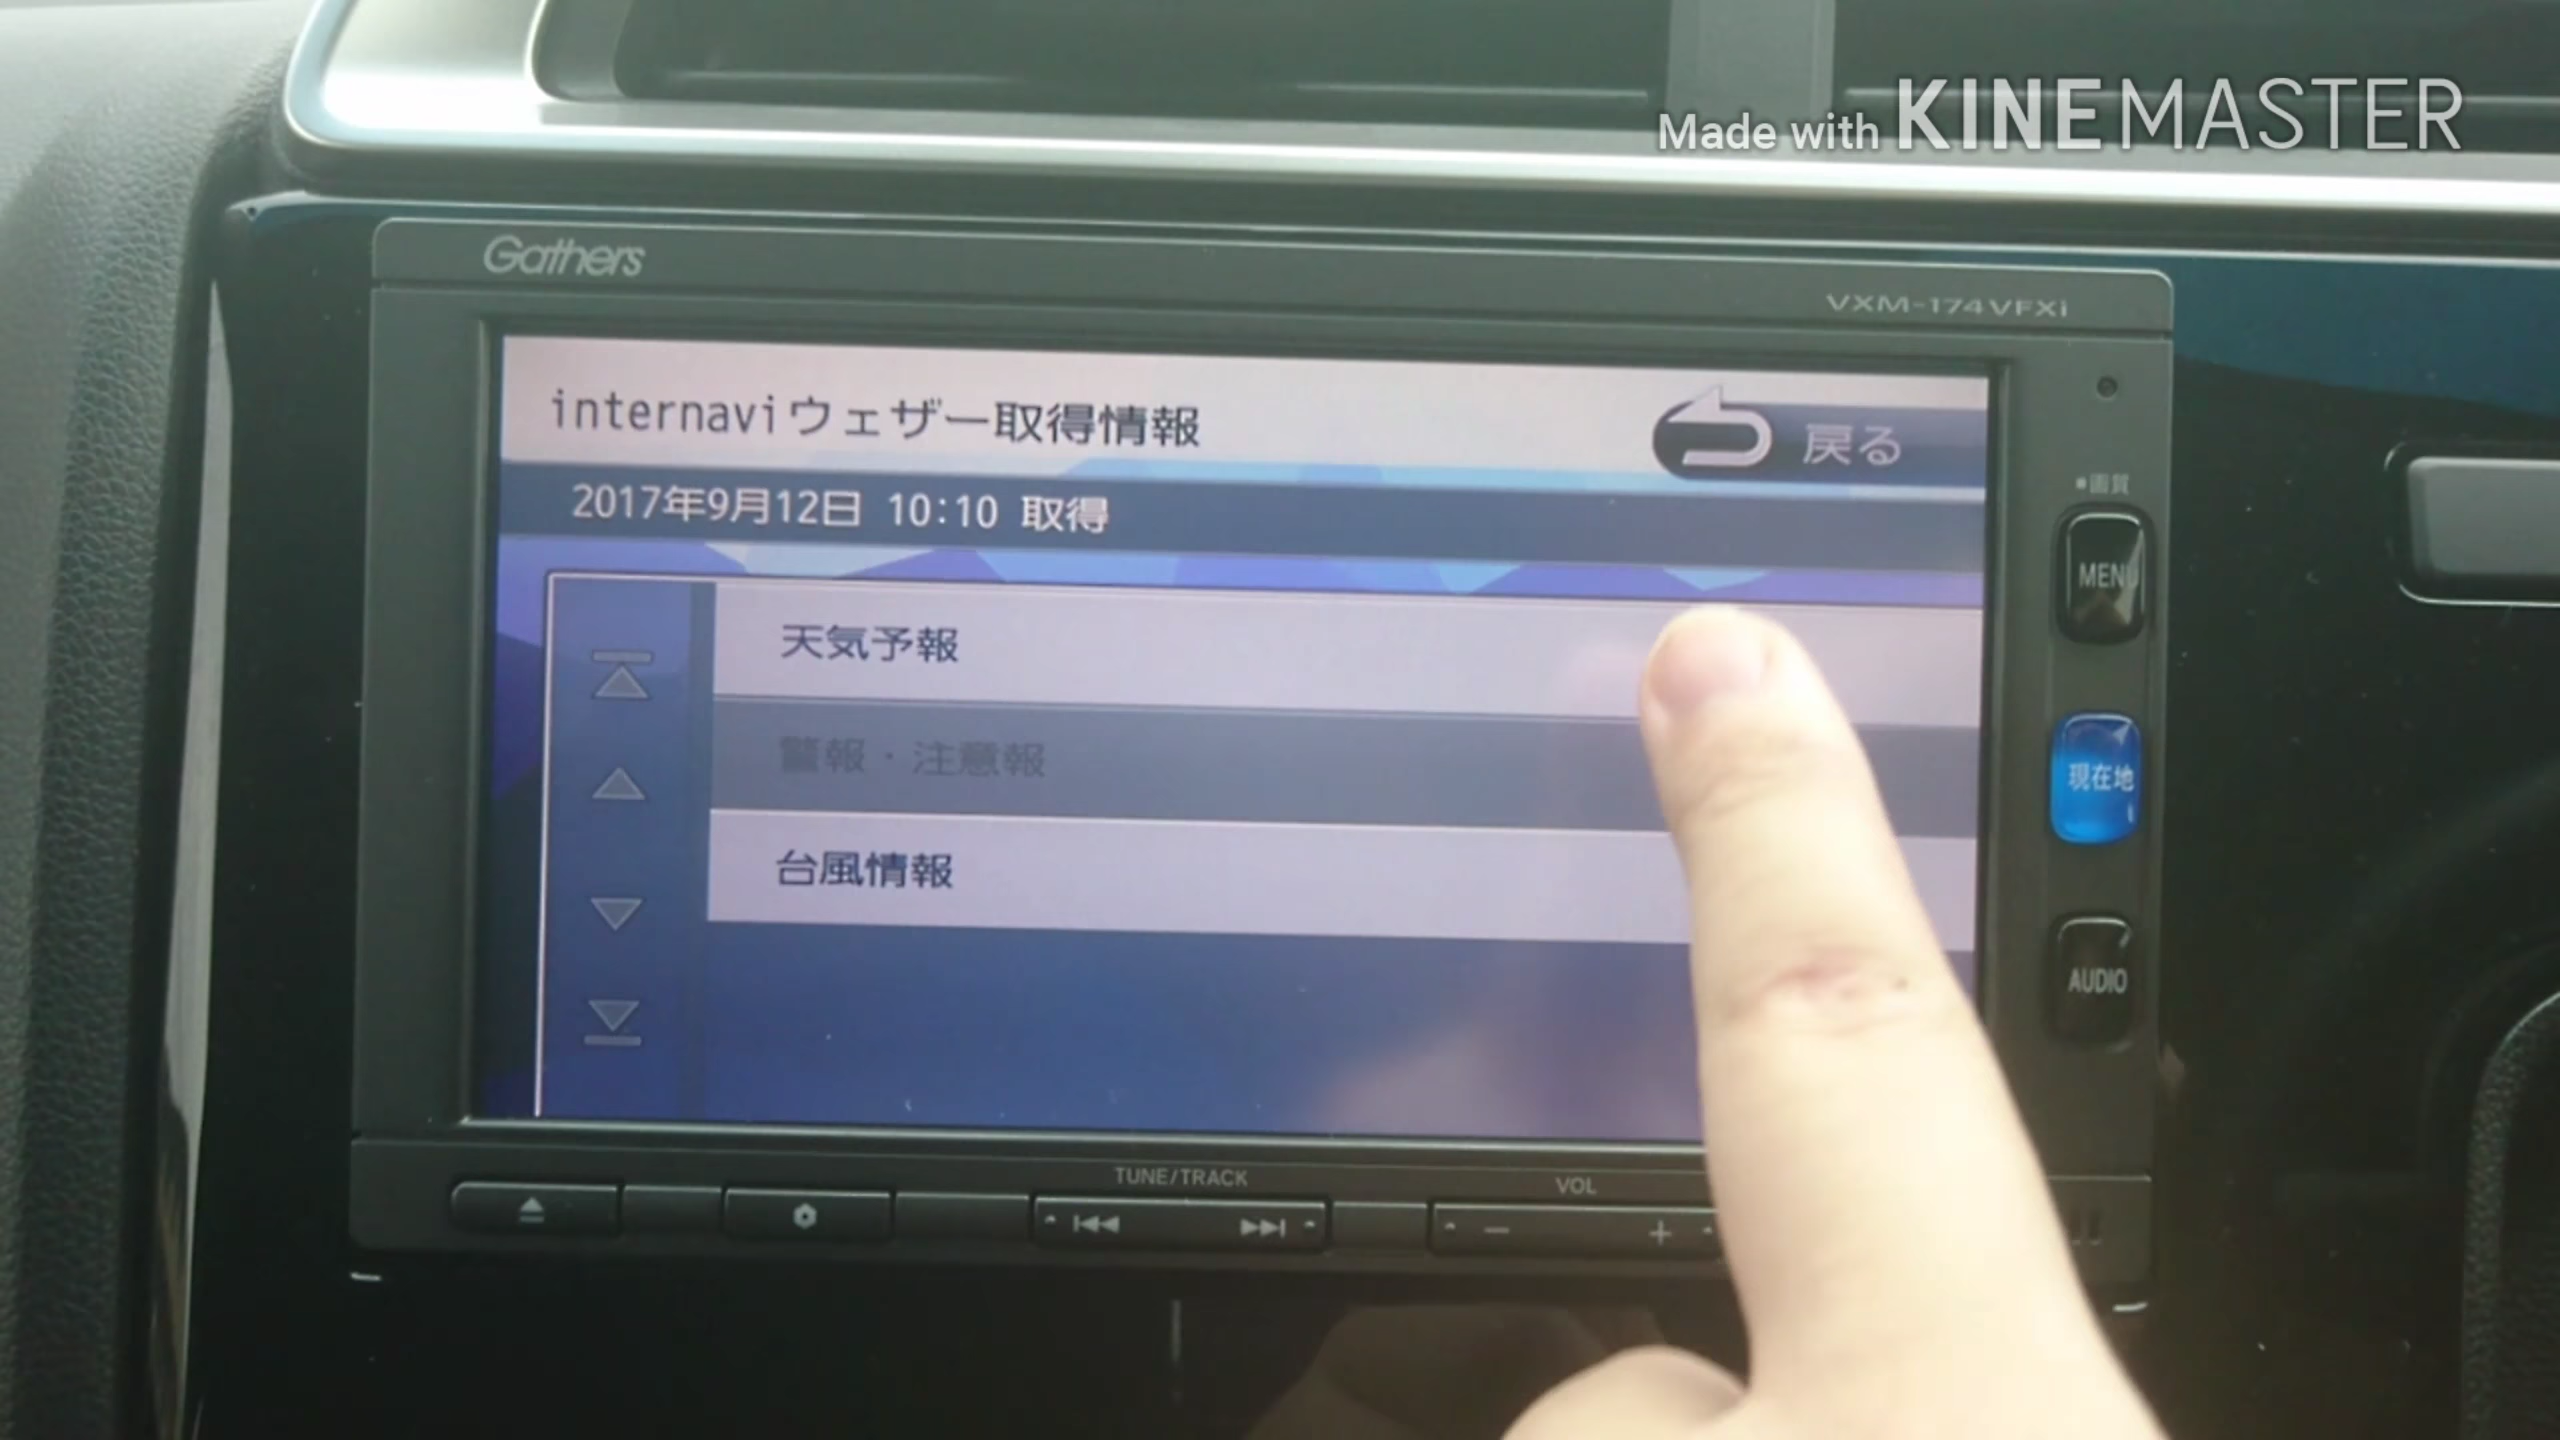 Made with KINEMASTER
Gathers
VXM-174VFXi
internaviウェザー取得情報
戻る
2017年9月12日 10:10 取得
画質
MENU
天気予報
警報・注意報
現在地
台風情報
AUDIO
TUNE/TRACK
VOL